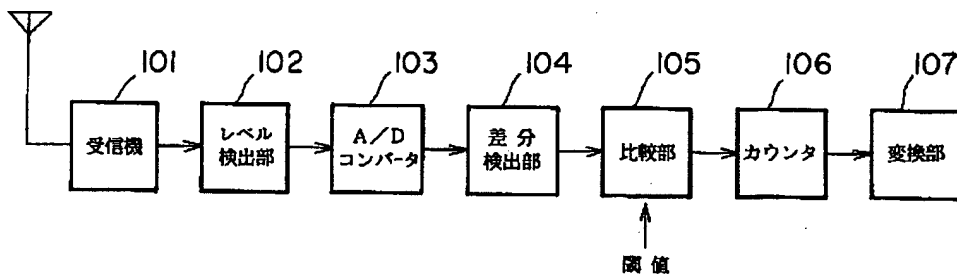 101
102
103
104
105
106
107
受信機
レベル
検出部
A/D
コンバータ
差分
検出部
比較部
カウンタ
変換部
閾値